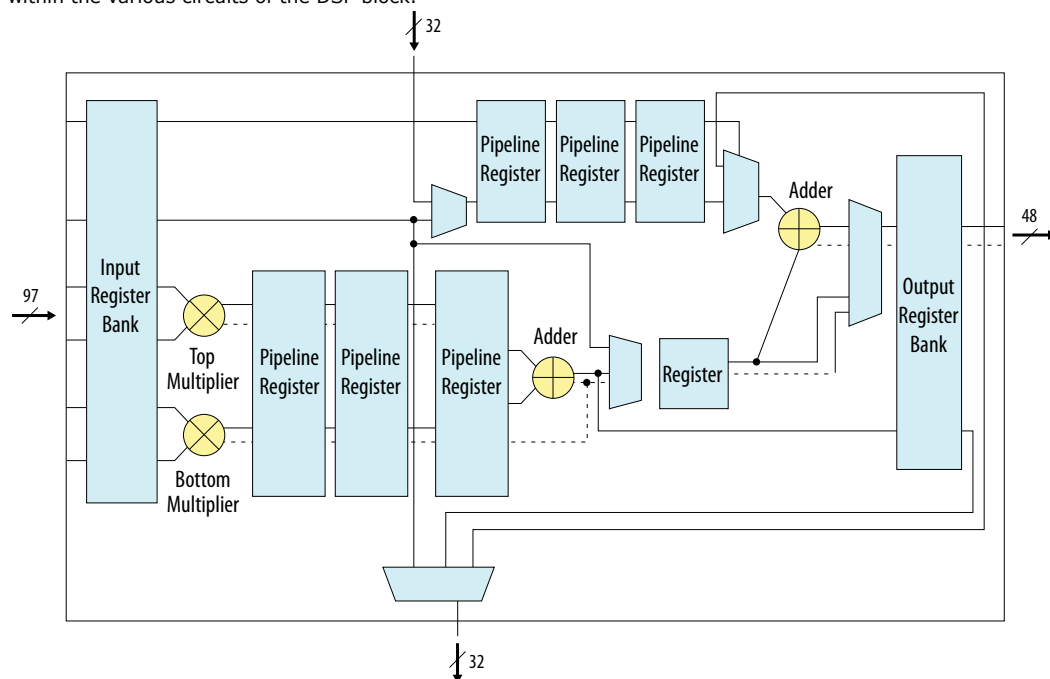 within the various circuits of the DSP block.
32
Pipeline
Register
Pipeline
Register
Pipeline
Register
Adder
48
Input
Register
Bank
97
Top
Multiplier
Pipeline
Register
Pipeline
Register
Pipeline
Register
Adder
Register
Output
Register
Bank
Bottom
Multiplier
32